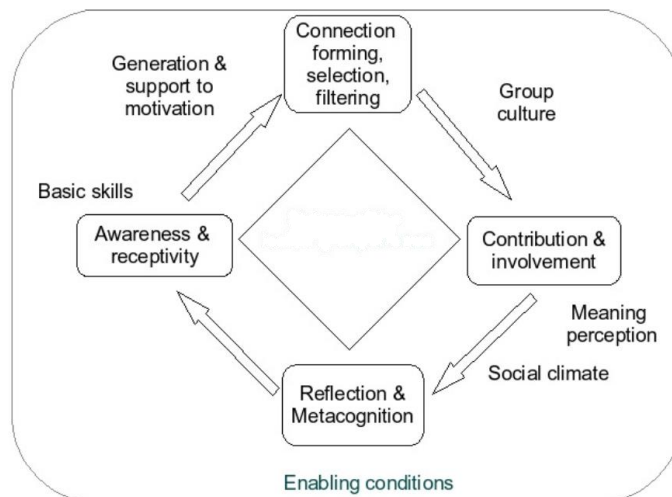 Connection
forming,
selection,
filtering
Generation &
support to
motivation
Group
culture
Basic skills
Awareness &
receptivity
Contribution &
involvement
Meaning
perception
Social climate
Reflection &
Metacognition
Enabling conditions